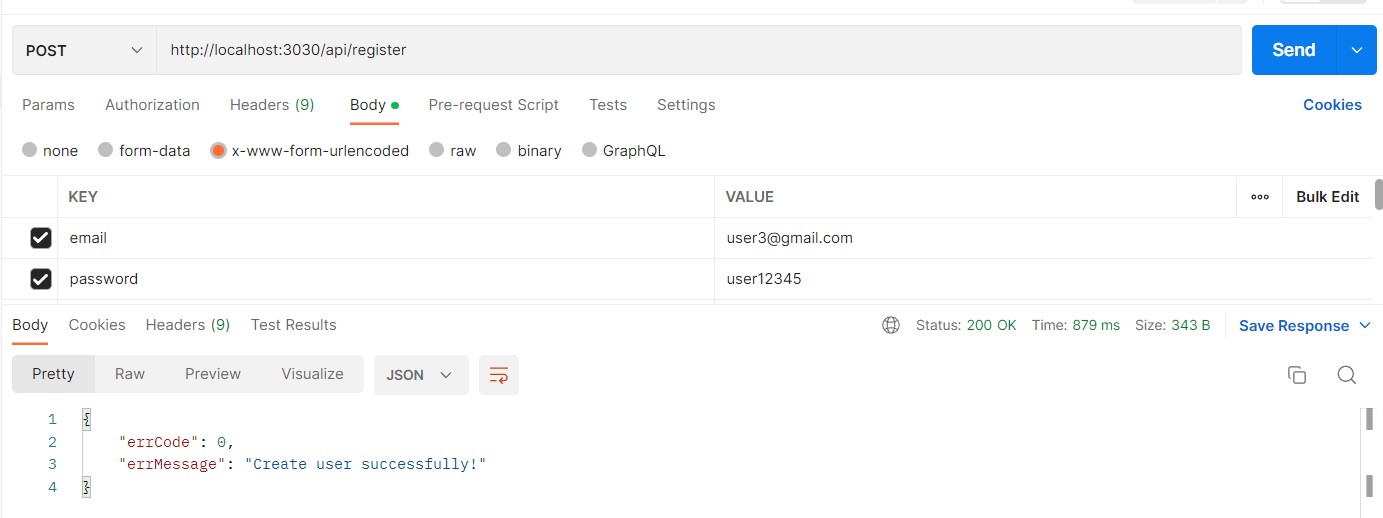 POST http://localhost:3030/api/register Send
Params Authorization Headers (9) Body Pre-request Script Tests Settings Cookies
none form-data x-www-form-urlencoded raw binary GraphQL
KEY VALUE Bulk Edit
email user3@gmail.com
password user12345
Body Cookies Headers (9) Test Results Status: 200 OK Time: 879 ms Size: 343 B Save Response
Pretty Raw Preview Visualize JSON
1 {
2 "errCode": 0,
3 "errMessage": "Create user successfully!"
4 }